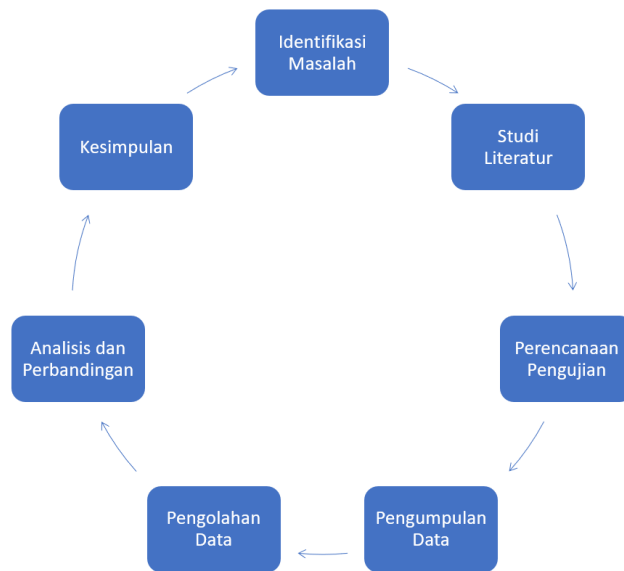 Identifikasi
Masalah
Studi
Literatur
Perencanaan
Pengujian
Pengumpulan
Data
Pengolahan
Data
Analisis dan
Perbandingan
Kesimpulan